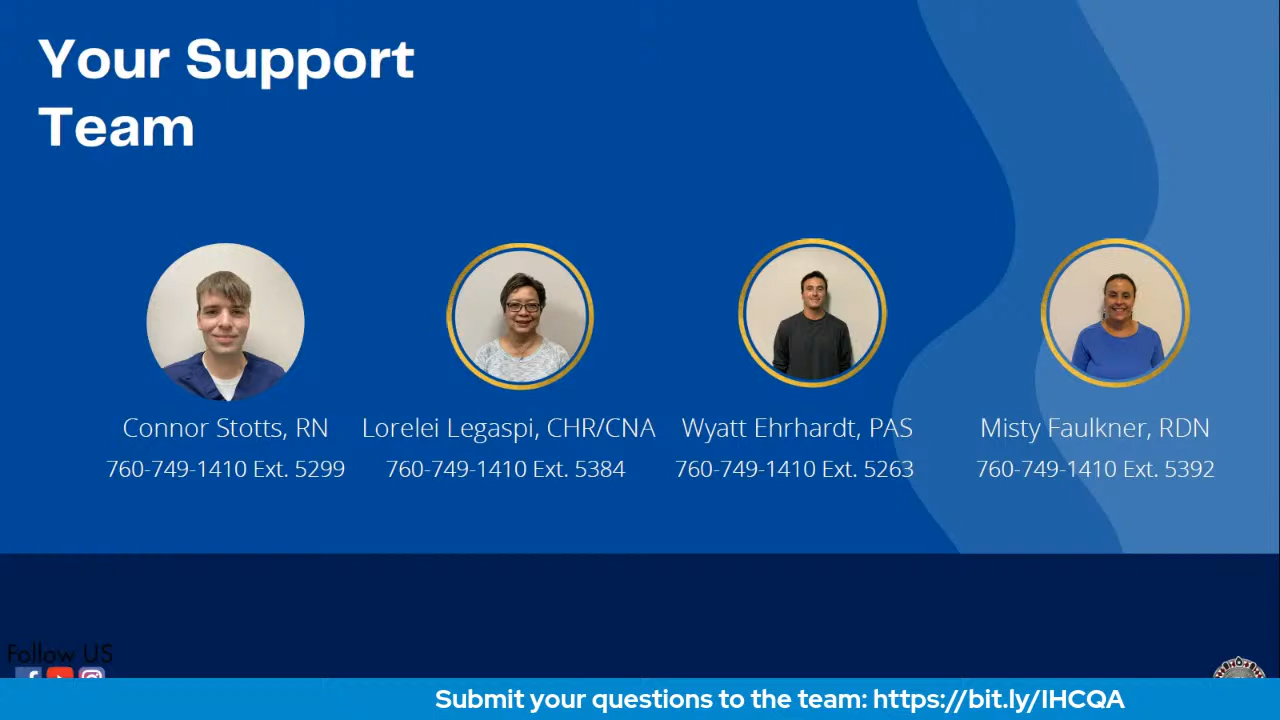 Your Support
Team
Connor Stotts, RN
760-749-1410 Ext. 5299
Lorelei Legaspi, CHR/CNA
760-749-1410 Ext. 5384
Wyatt Ehrhardt, PAS
760-749-1410 Ext. 5263
Misty Faulkner, RDN
760-749-1410 Ext. 5392
Follow US
Submit your questions to the team: https://bit.ly/IHCQA